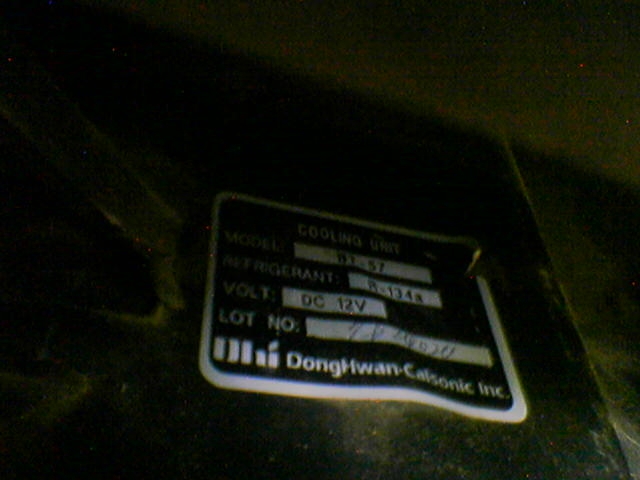 COOLING UNIT
MODEL:
REFRIGERANT: R-134a
VOLT: DC 12V
LOT NO:
DongHwan-Calsonic Inc.